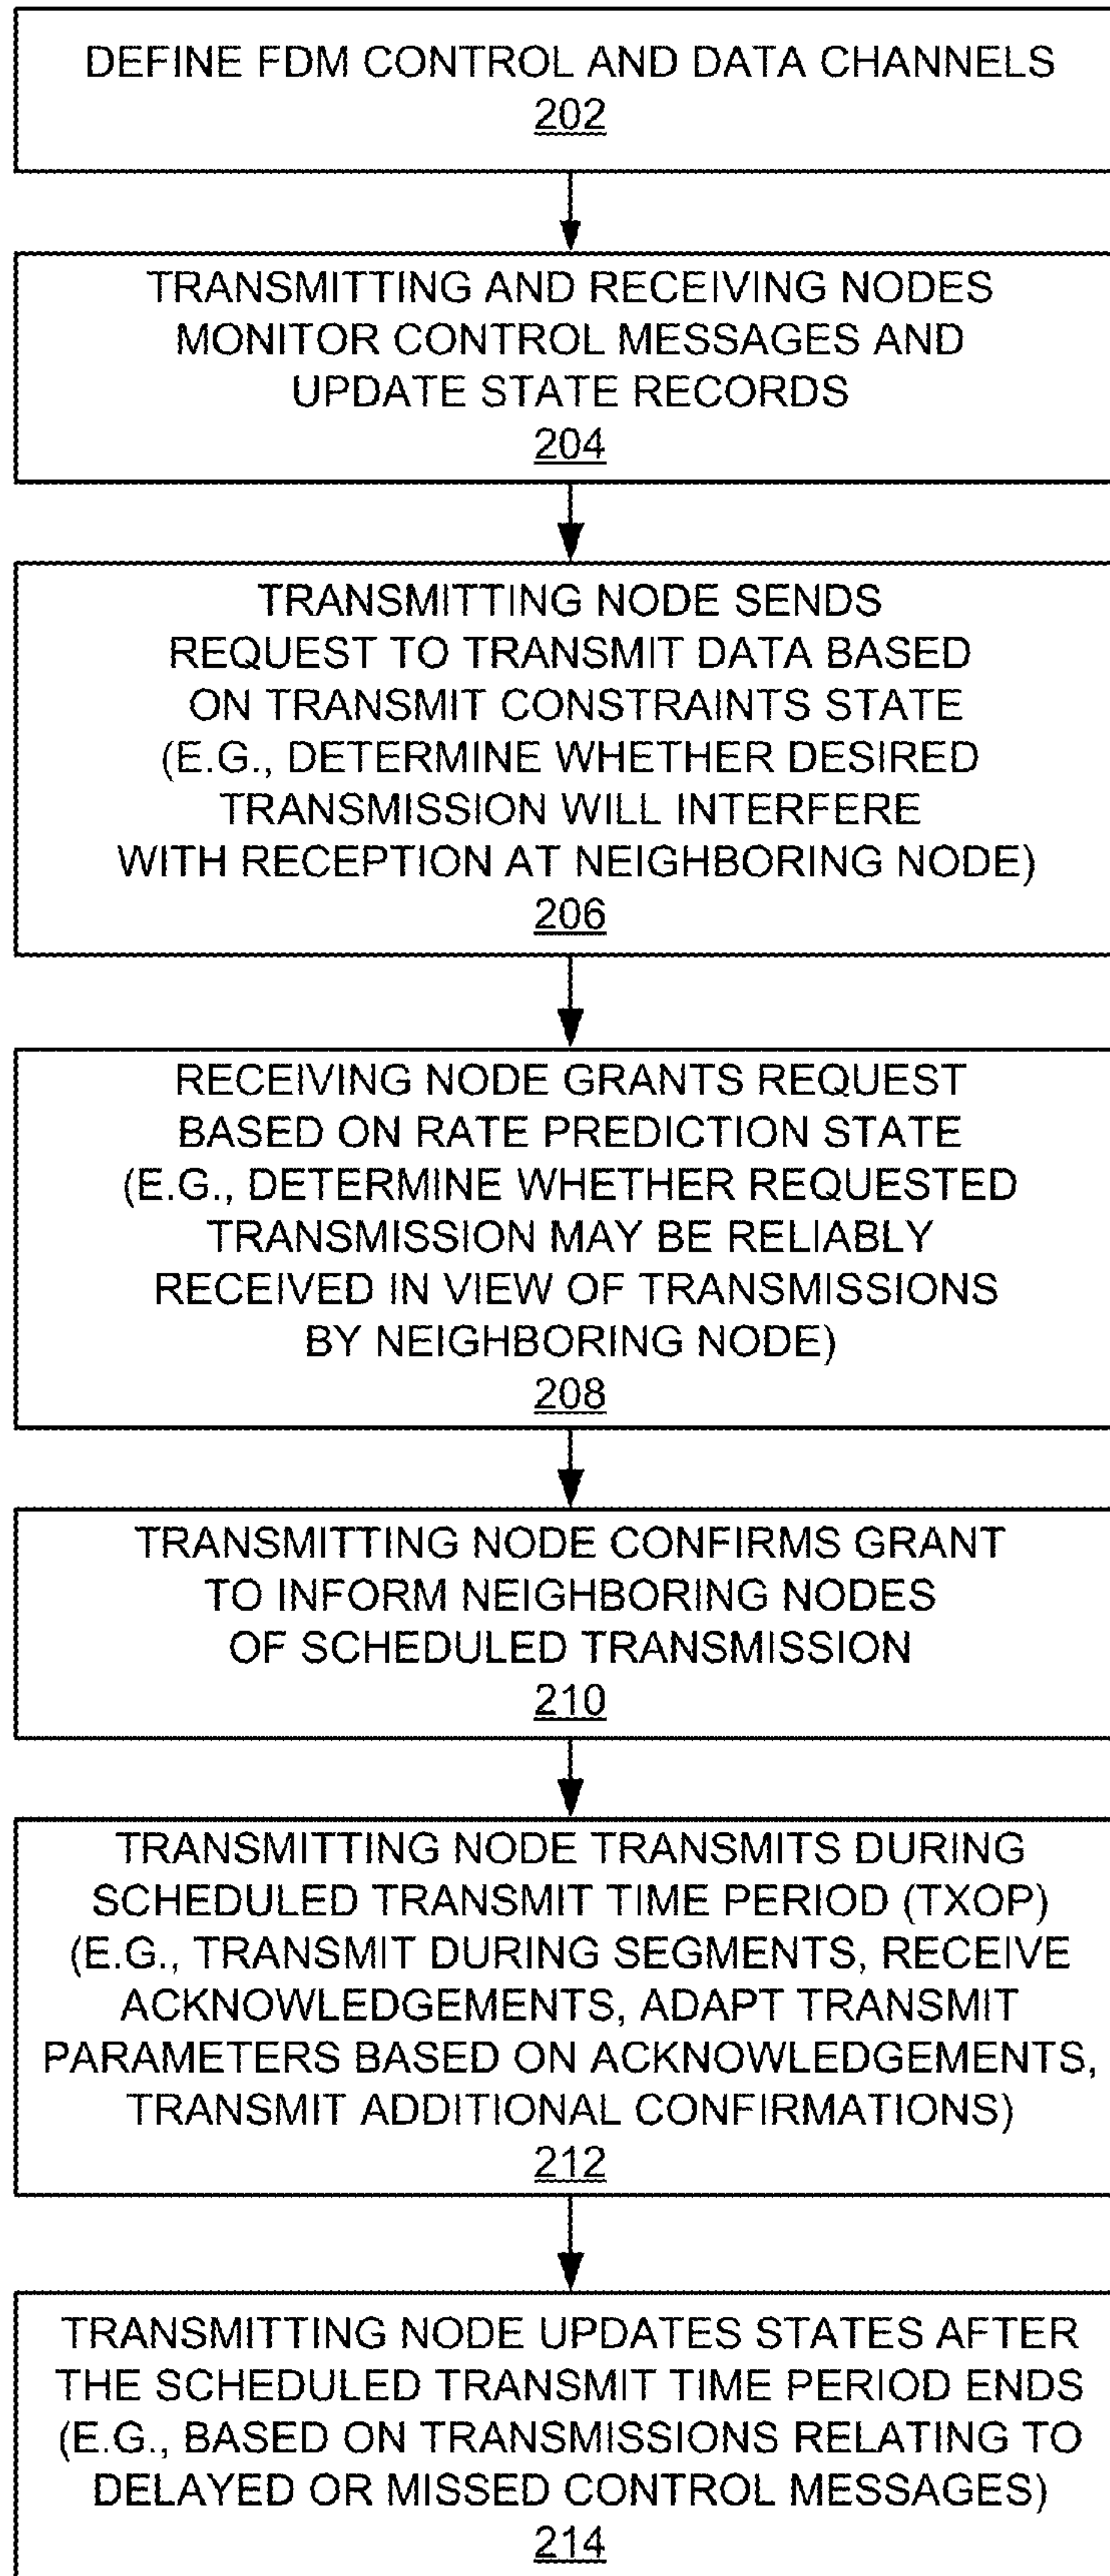 DEFINE FDM CONTROL AND DATA CHANNELS
202
TRANSMITTING AND RECEIVING NODES
MONITOR CONTROL MESSAGES AND
UPDATE STATE RECORDS
204
TRANSMITTING NODE SENDS
REQUEST TO TRANSMIT DATA BASED
ON TRANSMIT CONSTRAINTS STATE
(E.G., DETERMINE WHETHER DESIRED
TRANSMISSION WILL INTERFERE
WITH RECEPTION AT NEIGHBORING NODE)
206
RECEIVING NODE GRANTS REQUEST
BASED ON RATE PREDICTION STATE
(E.G., DETERMINE WHETHER REQUESTED
TRANSMISSION MAY BE RELIABLY
RECEIVED IN VIEW OF TRANSMISSIONS
BY NEIGHBORING NODE)
208
TRANSMITTING NODE CONFIRMS GRANT
TO INFORM NEIGHBORING NODES
OF SCHEDULED TRANSMISSION
210
TRANSMITTING NODE TRANSMITS DURING
SCHEDULED TRANSMIT TIME PERIOD (TXOP)
(E.G., TRANSMIT DURING SEGMENTS, RECEIVE
ACKNOWLEDGEMENTS, ADAPT TRANSMIT
PARAMETERS BASED ON ACKNOWLEDGEMENTS,
TRANSMIT ADDITIONAL CONFIRMATIONS)
212
TRANSMITTING NODE UPDATES STATES AFTER
THE SCHEDULED TRANSMIT TIME PERIOD ENDS
(E.G., BASED ON TRANSMISSIONS RELATING TO
DELAYED OR MISSED CONTROL MESSAGES)
214